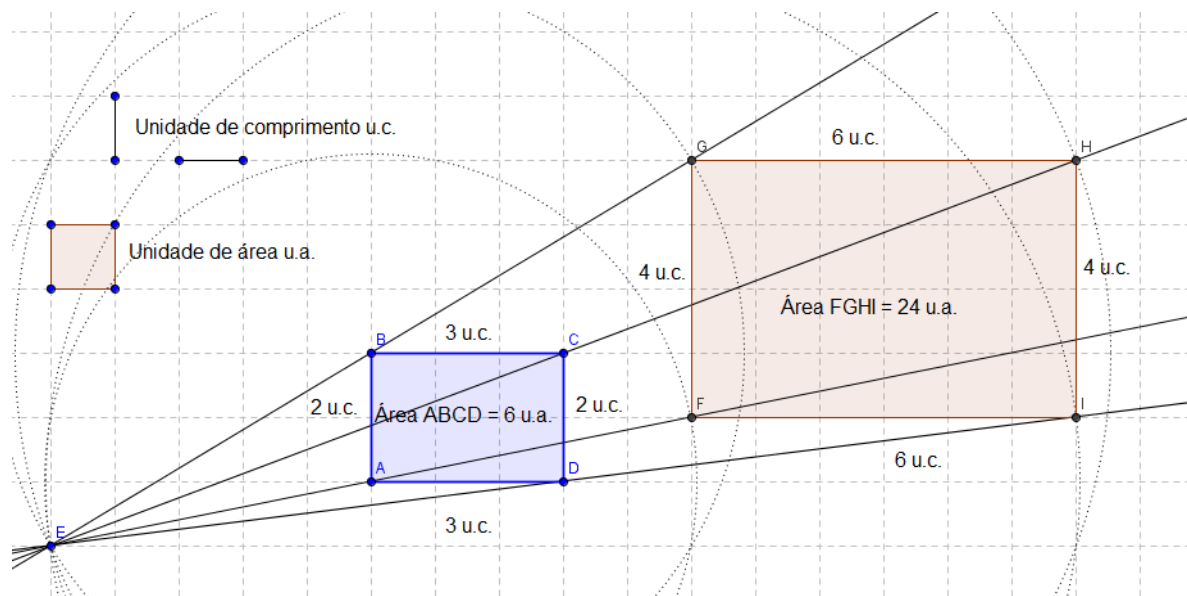 Unidade de comprimento u.c.
G
6 u.c.
H
Unidade de área u.a.
4 u.c.
4 u.c.
Área FGHI = 24 u.a.
B
3 u.c.
C
2 u.c.
Área ABCD = 6 u.a.
2 u.c.
F
I
A
D
6 u.c.
3 u.c.
E